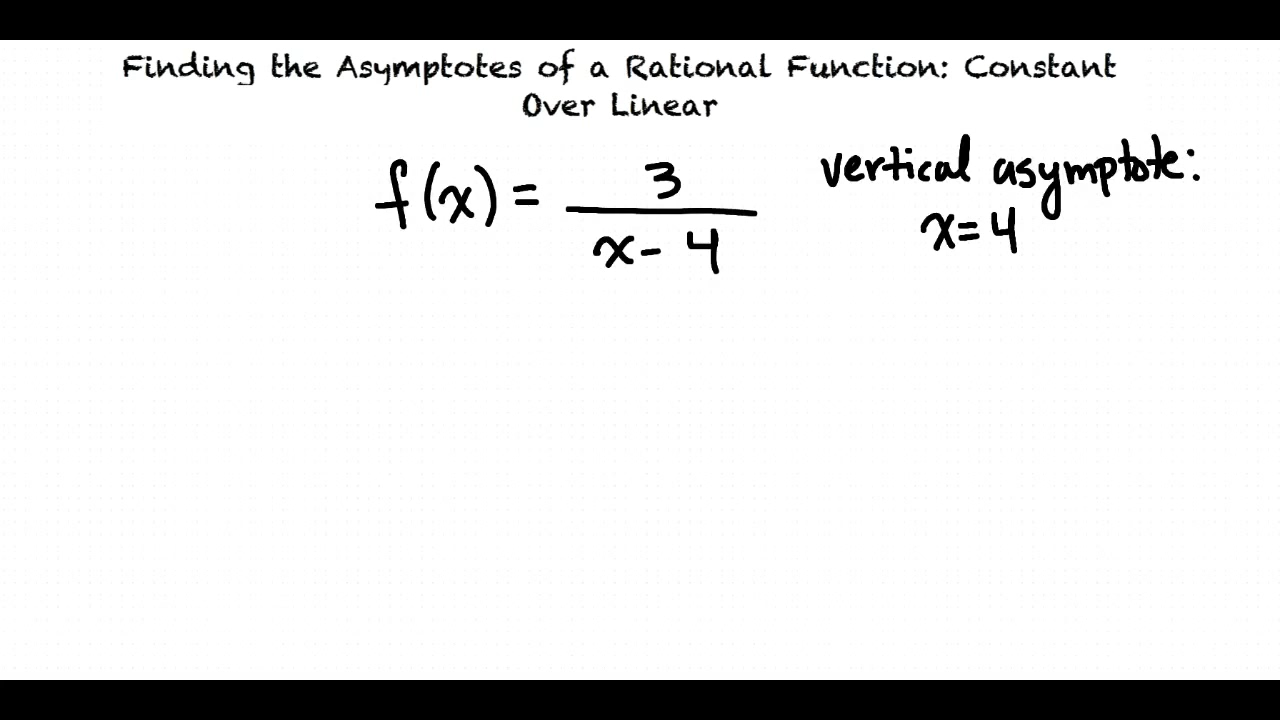 Finding the Asymptotes of a Rational Function: Constant
Over Linear
f(x) = 3 / (x - 4)
vertical asymptote:
x = 4